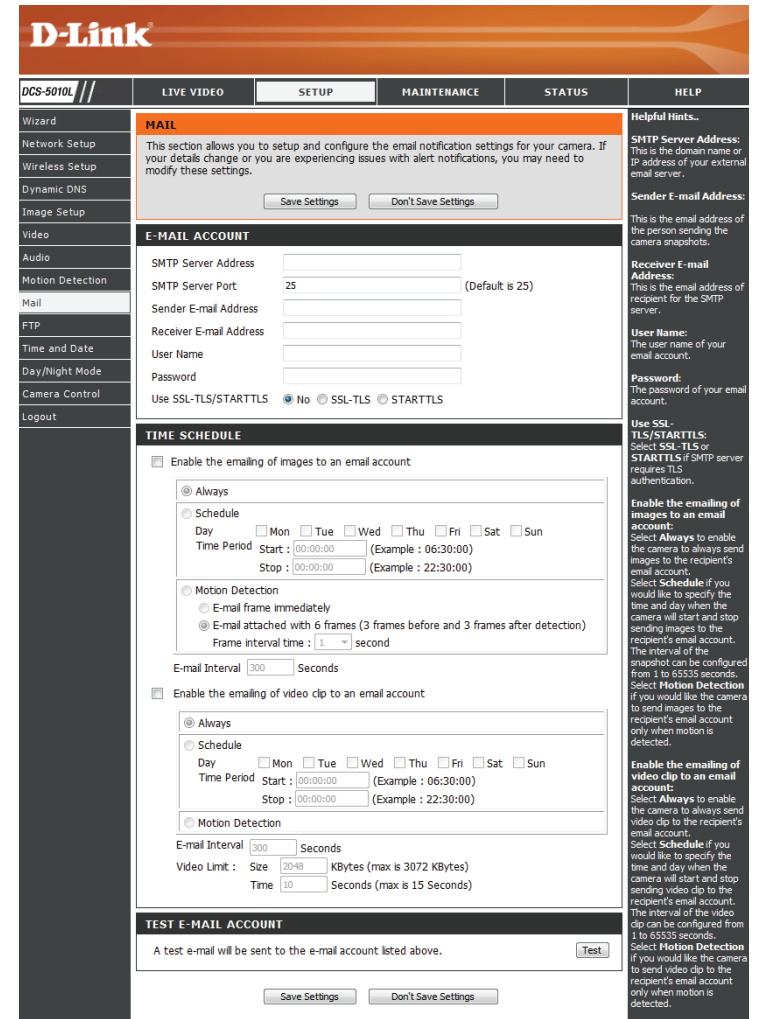 D-Link
DCS-5010L
LIVE VIDEO
SETUP
MAINTENANCE
STATUS
HELP
Wizard
Network Setup
Wireless Setup
Dynamic DNS
Image Setup
Video
Audio
Motion Detection
Mail
FTP
Time and Date
Day/Night Mode
Camera Control
Logout
MAIL
This section allows you to setup and configure the email notification settings for your camera. If
your details change or you are experiencing issues with alert notifications, you may need to
modify these settings.
Save Settings Don't Save Settings
E-MAIL ACCOUNT
SMTP Server Address
SMTP Server Port 25 (Default is 25)
Sender E-mail Address
Receiver E-mail Address
User Name
Password
Use SSL-TLS/STARTTLS No SSL-TLS STARTTLS
TIME SCHEDULE
Enable the emailing of images to an email account
Always
Schedule
Day Mon Tue Wed Thu Fri Sat Sun
Time Period Start : 00:00:00 (Example : 06:30:00)
Stop : 00:00:00 (Example : 22:30:00)
Motion Detection
E-mail frame immediately
E-mail attached with 6 frames (3 frames before and 3 frames after detection)
Frame interval time : 1 second
E-mail Interval 300 Seconds
Enable the emailing of video clip to an email account
Always
Schedule
Day Mon Tue Wed Thu Fri Sat Sun
Time Period Start : 00:00:00 (Example : 06:30:00)
Stop : 00:00:00 (Example : 22:30:00)
Motion Detection
E-mail Interval 300 Seconds
Video Limit : Size 2048 KBytes (max is 3072 KBytes)
Time 10 Seconds (max is 15 Seconds)
TEST E-MAIL ACCOUNT
A test e-mail will be sent to the e-mail account listed above. Test
Save Settings Don't Save Settings
Helpful Hints..
SMTP Server Address:
This is the domain name or
IP address of your external
email server.
Sender E-mail Address:
This is the email address of
the person sending the
camera snapshots.
Receiver E-mail
Address:
This is the email address of
recipient for the SMTP
server.
User Name:
The user name of your
email account.
Password:
The password of your email
account.
Use SSL-
TLS/STARTTLS:
Select SSL-TLS or
STARTTLS if SMTP server
requires TLS
authentication.
Enable the emailing of
images to an email
account:
Select Always to enable
the camera to always send
images to the recipient's
email account.
Select Schedule if you
would like to specify the
time and day when the
camera will start and stop
sending images to the
recipient's email account.
The interval of the
snapshot can be configured
from 1 to 65535 seconds.
Select Motion Detection
if you would like the camera
to send images to the
recipient's email account
only when motion is
detected.
Enable the emailing of
video clip to an email
account:
Select Always to enable
the camera to always send
video clip to the recipient's
email account.
Select Schedule if you
would like to specify the
time and day when the
camera will start and stop
sending video clip to the
recipient's email account.
The interval of the video
clip can be configured from
1 to 65535 seconds.
Select Motion Detection
if you would like the camera
to send video clip to the
recipient's email account
only when motion is
detected.